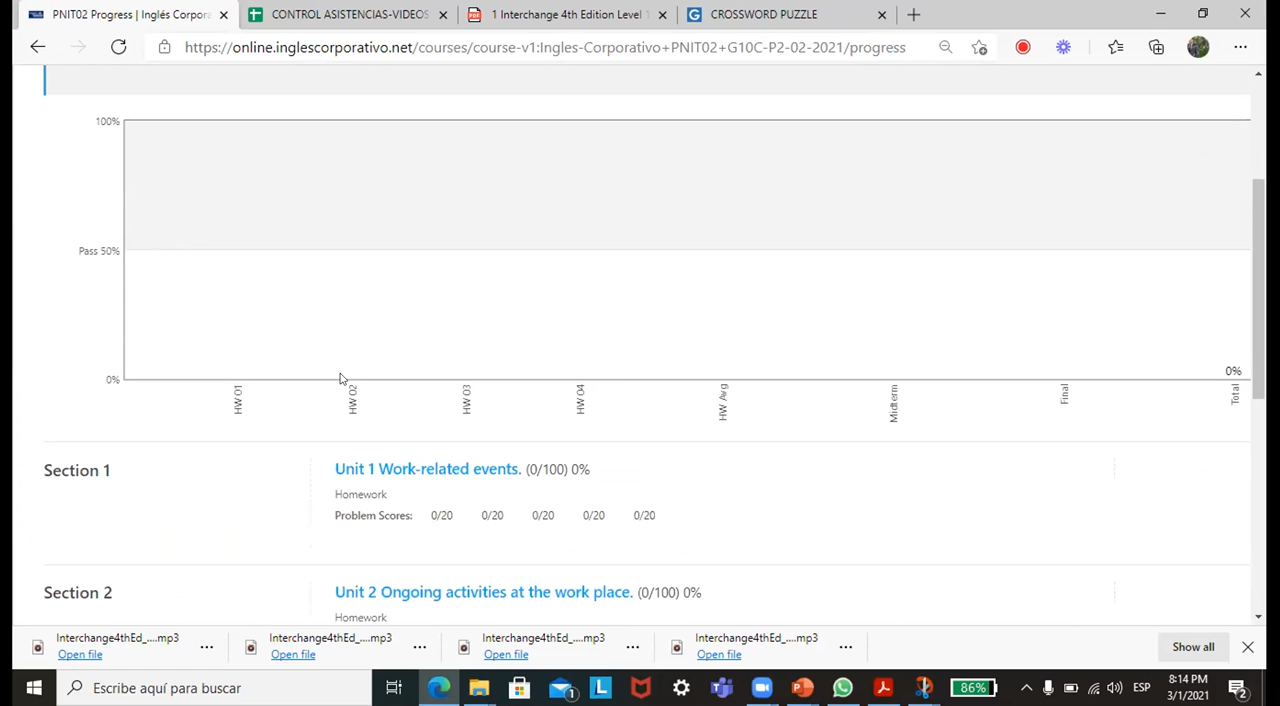 PNIT02 Progress | Inglés Corpora
CONTROL ASISTENCIAS-VIDEOS
1 Interchange 4th Edition Level 1
CROSSWORD PUZZLE
https://online.inglescorporativo.net/courses/course-v1:Ingles-Corporativo+PNIT02+G10C-P2-02-2021/progress
100%
Pass 50%
0%
0%
HW 01
HW 02
HW 03
HW 04
HW Avg
Midterm
Final
Total
Section 1
Unit 1 Work-related events. (0/100) 0%
Homework
Problem Scores: 0/20 0/20 0/20 0/20 0/20
Section 2
Unit 2 Ongoing activities at the work place. (0/100) 0%
Homework
Interchange4thEd_....mp3
Open file
Interchange4thEd_....mp3
Open file
Interchange4thEd_....mp3
Open file
Interchange4thEd_....mp3
Open file
Show all
Escribe aquí para buscar
1
L
86%
ESP
8:14 PM
3/1/2021
2